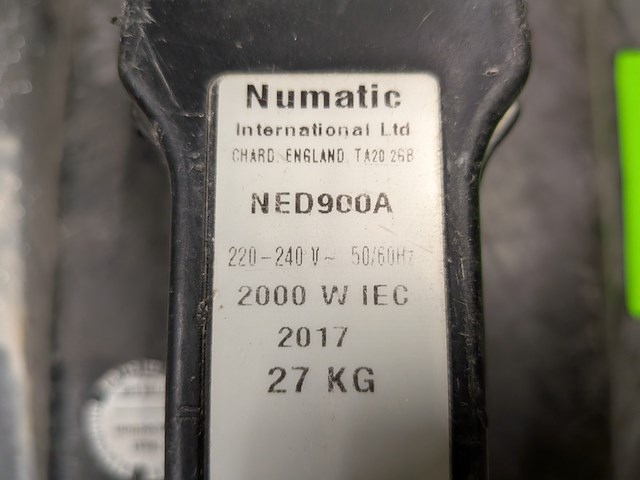 Numatic
International Ltd
CHARD, ENGLAND, TA20 2GB
NED900A
220-240 V~ 50/60Hz
2000 W IEC
2017
27 KG